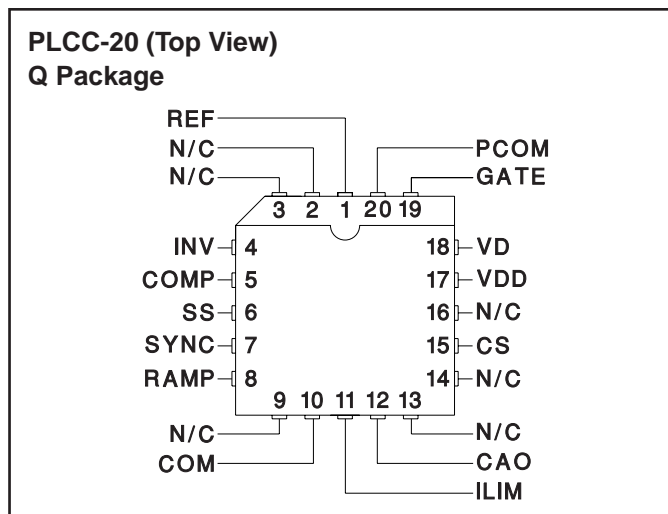 PLCC-20 (Top View)
Q Package
REF
N/C
N/C
PCOM
GATE
3 2 1 20 19
INV 4 18 VD
COMP 5 17 VDD
SS 6 16 N/C
SYNC 7 15 CS
RAMP 8 14 N/C
9 10 11 12 13
N/C N/C
COM CAO
ILIM